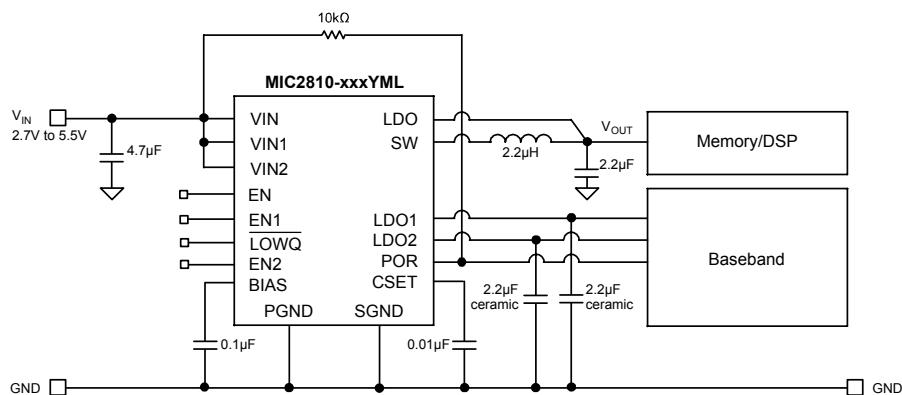 10kΩ
MIC2810-xxxYML
VIN
2.7V to 5.5V
4.7µF
VIN
VIN1
VIN2
EN
EN1
LOWQ
EN2
BIAS
PGND
SGND
LDO
SW
LDO1
LDO2
POR
CSET
2.2µH
VOUT
2.2µF
Memory/DSP
Baseband
2.2µF
ceramic
2.2µF
ceramic
0.1µF
0.01µF
GND
GND